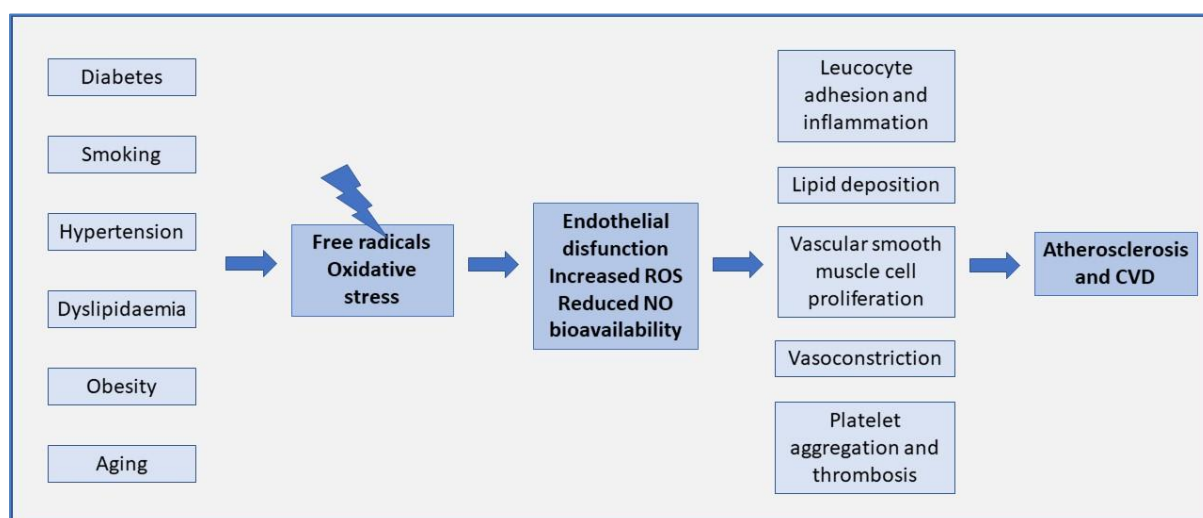 Diabetes
Smoking
Hypertension
Dyslipidaemia
Obesity
Aging
Free radicals
Oxidative
stress
Endothelial
disfunction
Increased ROS
Reduced NO
bioavailability
Leucocyte
adhesion and
inflammation
Lipid deposition
Vascular smooth
muscle cell
proliferation
Vasoconstriction
Platelet
aggregation and
thrombosis
Atherosclerosis
and CVD